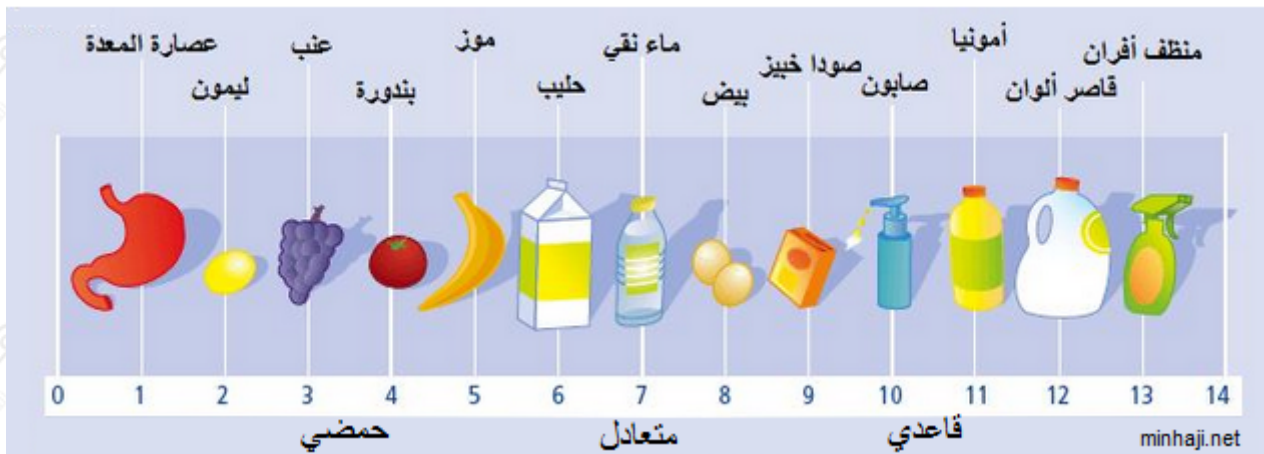 عصارة المعدة
ليمون
عنب
بندورة
موز
حليب
ماء نقي
بيض
صودا خبيز
صابون
أمونيا
قاصر ألوان
منظف أفران
0 1 2 3 4 5 6 7 8 9 10 11 12 13 14
حمضي متعادل قاعدي
minhaji.net